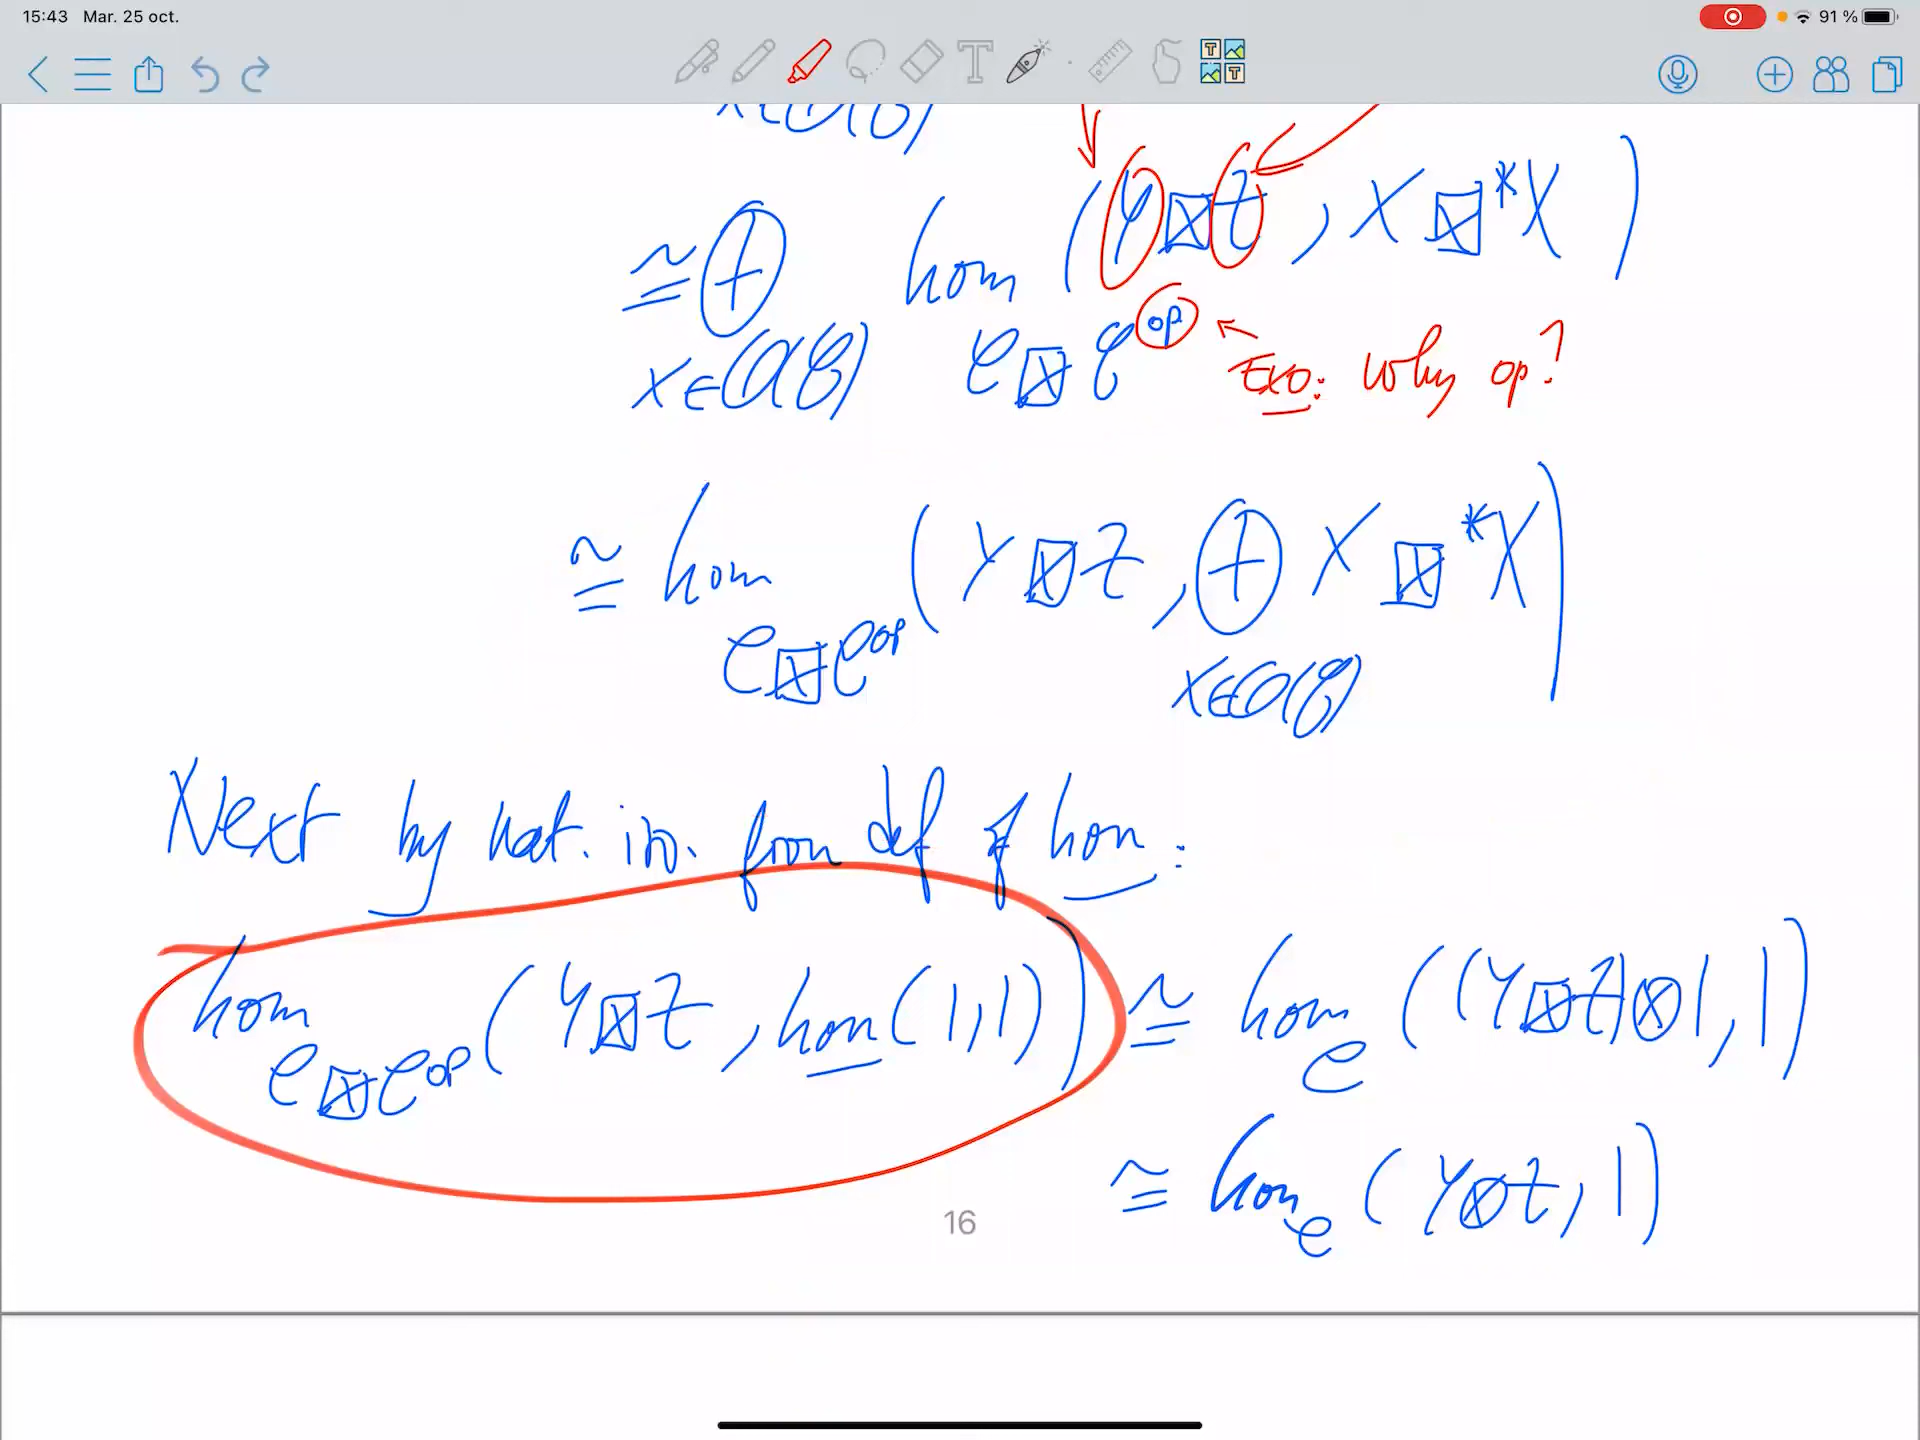 15:43 Mar. 25 oct. 91 %
X∈O(C)
≅ ⊕ hom (Y⊠Z, X⊠*X)
X∈O(C) C⊠C^op ← Exo: Why op?
≅ hom (Y⊠Z, ⊕ X⊠*X)
C⊠C^op X∈O(C)
Next by nat. iso. from def of hom:
hom (Y⊠Z, hom(1,1)) ≅ hom ((Y⊠Z)⊗1, 1)
C⊠C^op C
≅ hom_C (Y⊗Z, 1)
16